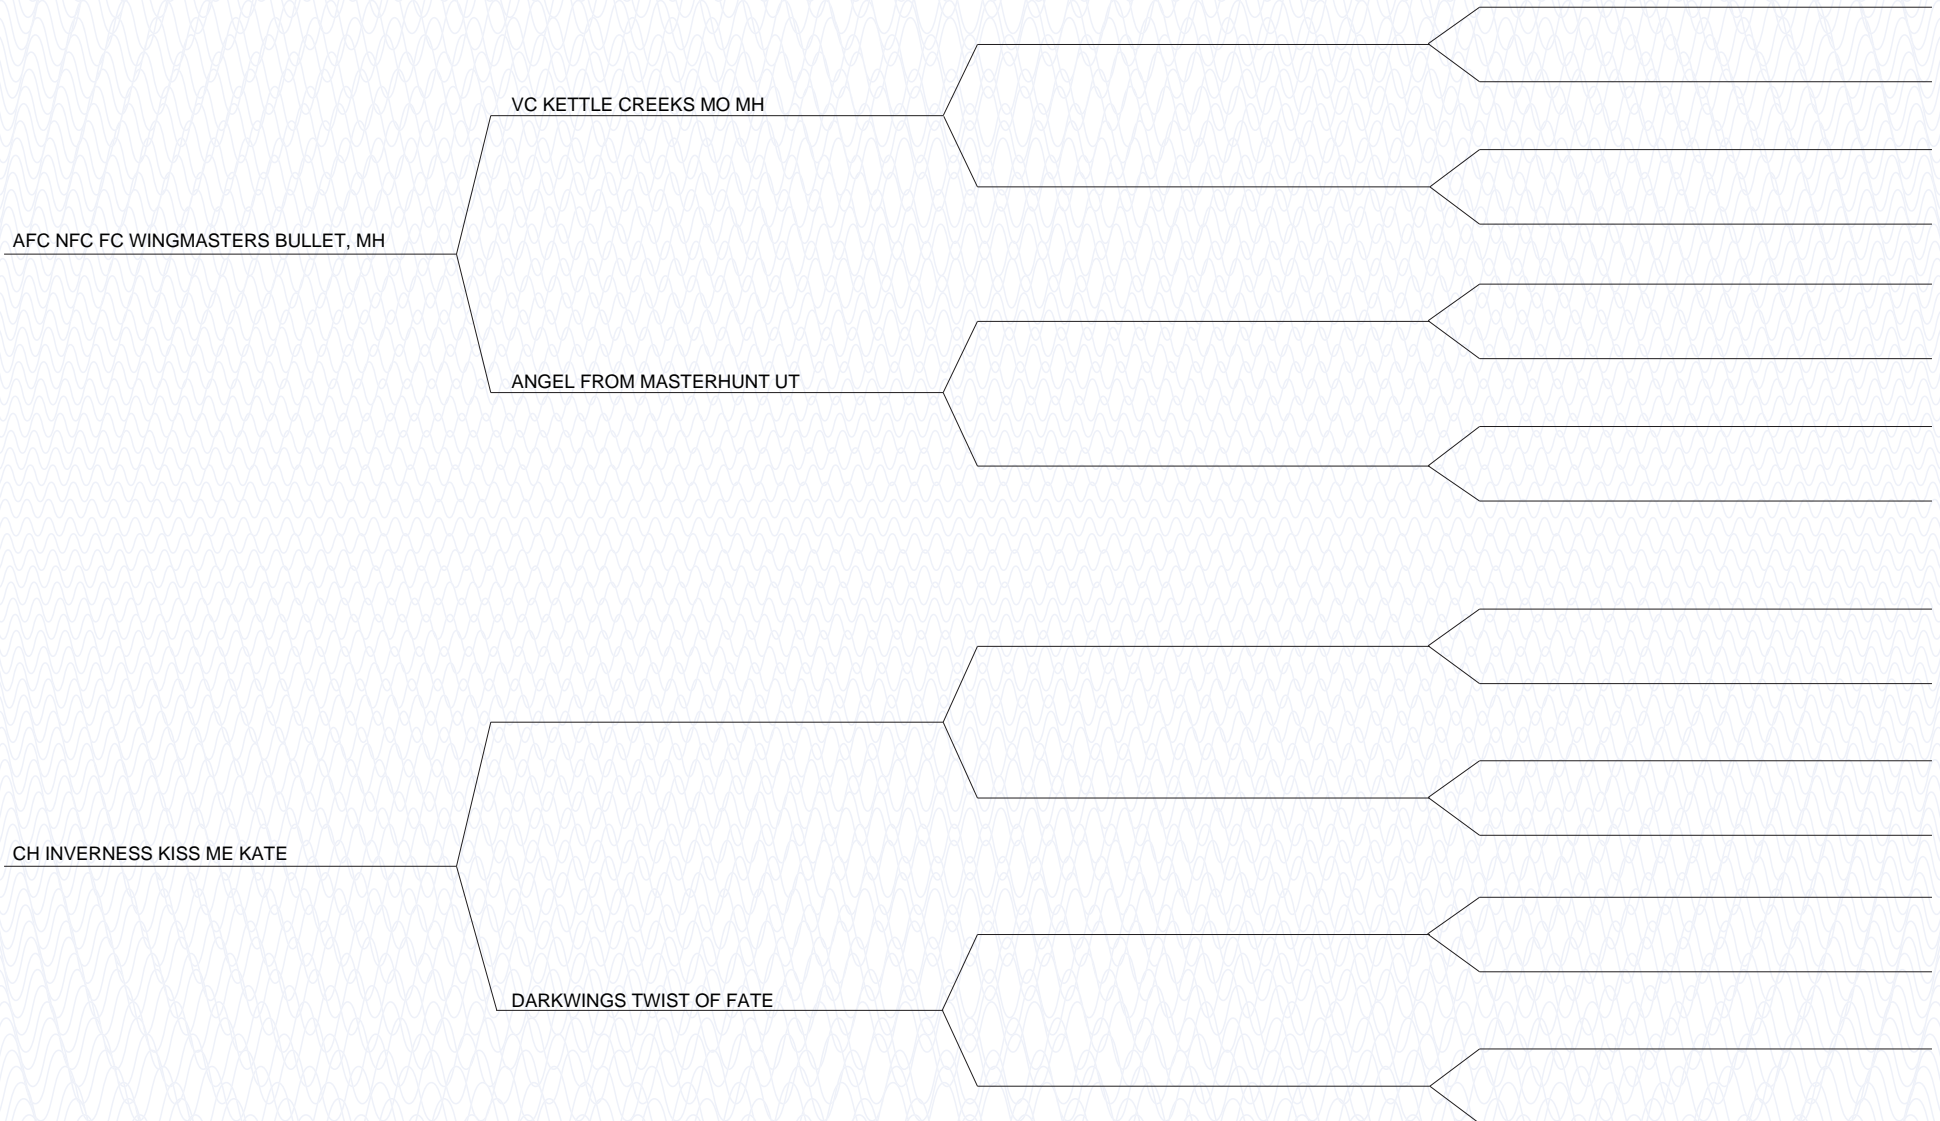 VC KETTLE CREEKS MO MH
AFC NFC FC WINGMASTERS BULLET, MH
ANGEL FROM MASTERHUNT UT
CH INVERNESS KISS ME KATE
DARKWINGS TWIST OF FATE